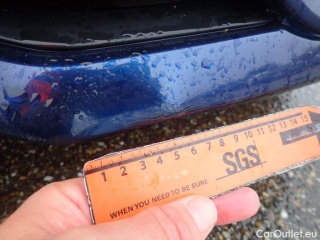 1 2 3 4 5 6 7 8 9 10 11 12 13 14 15
SGS
WHEN YOU NEED TO BE SURE
© CarOutlet.eu